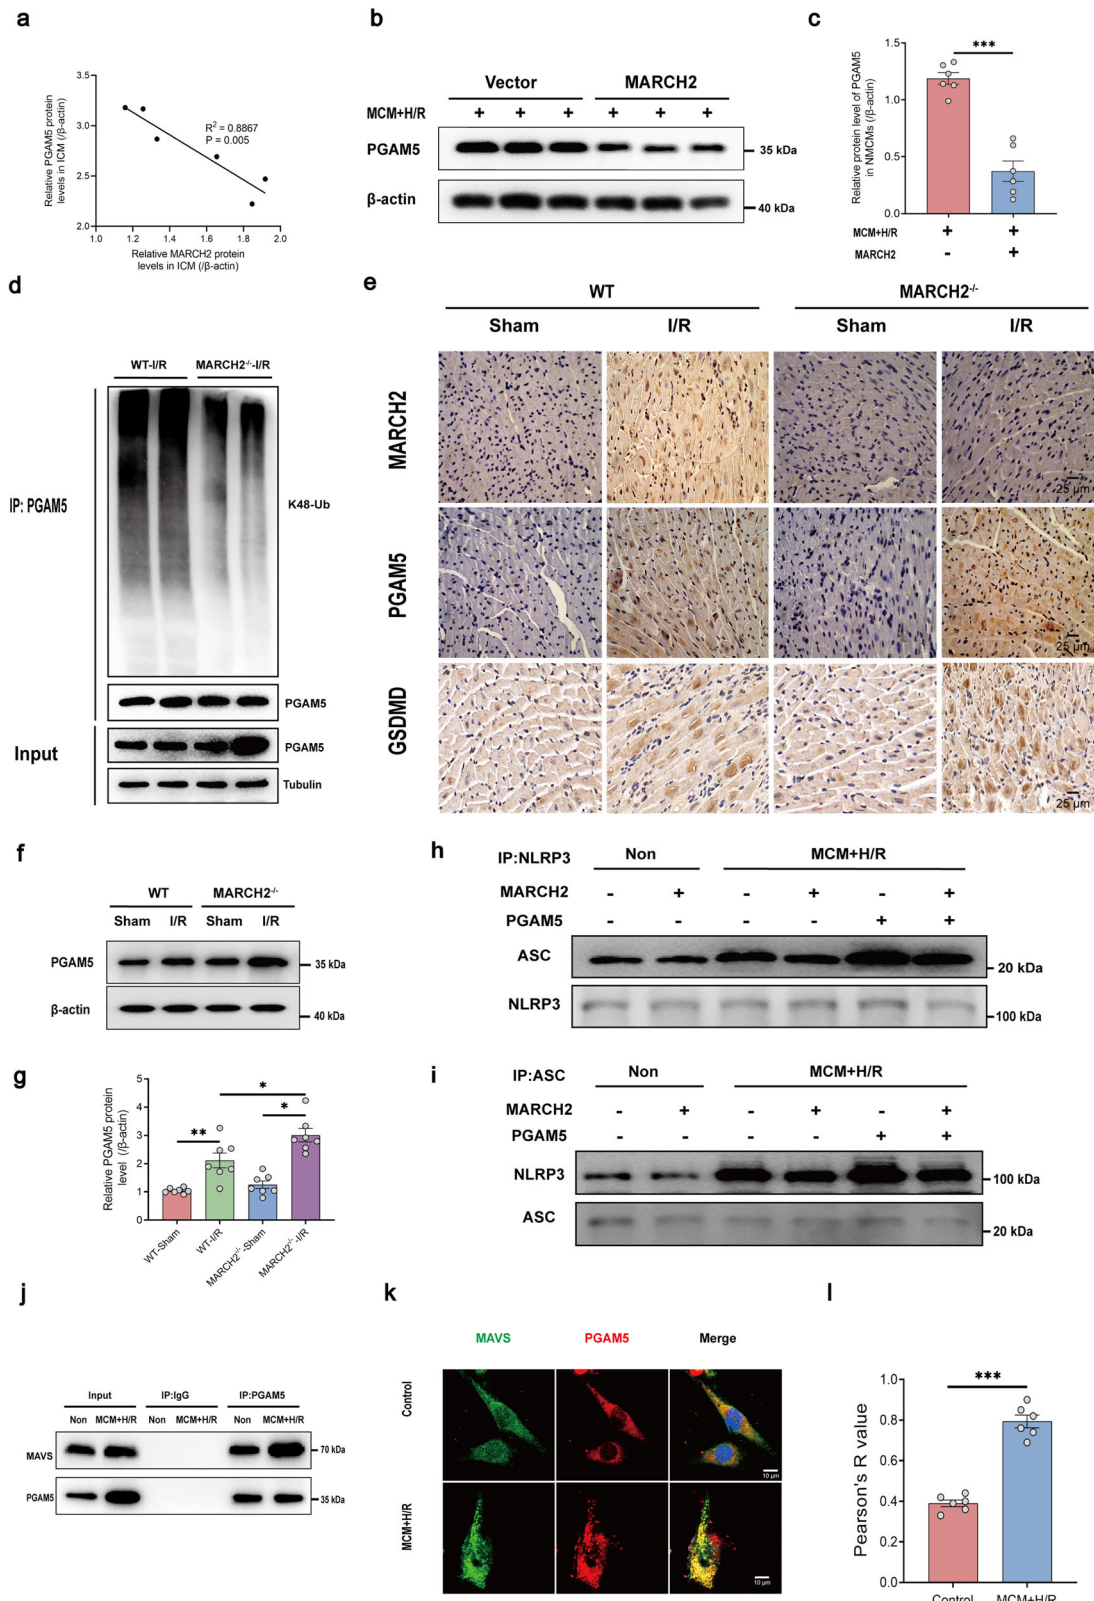 a
3.5
3.0
2.5
2.0
R² = 0.8867
P = 0.005
1.0 1.2 1.4 1.6 1.8 2.0
Relative PGAM5 protein
levels in ICM (/β-actin)
Relative MARCH2 protein
levels in ICM (/β-actin)
b
Vector MARCH2
MCM+H/R + + + + + +
PGAM5 35 kDa
β-actin 40 kDa
c
***
1.5
1.0
0.5
0.0
Relative protein level of PGAM5
in NMCMs (/β-actin)
MCM+H/R + +
MARCH2 - +
d
WT-I/R MARCH2-/--I/R
IP: PGAM5
K48-Ub
PGAM5
Input
PGAM5
Tubulin
e
WT MARCH2-/-
Sham I/R Sham I/R
MARCH2
25 μm
PGAM5
25 μm
GSDMD
25 μm
f
WT MARCH2-/-
Sham I/R Sham I/R
PGAM5 35 kDa
β-actin 40 kDa
g
5
4
3
2
1
0
*
*
**
Relative PGAM5 protein
level (/β-actin)
WT-Sham
WT-I/R
MARCH2-/--Sham
MARCH2-/--I/R
h
IP:NLRP3 Non MCM+H/R
MARCH2 - + - + - +
PGAM5 - - - - + +
ASC 20 kDa
NLRP3 100 kDa
i
IP:ASC Non MCM+H/R
MARCH2 - + - + - +
PGAM5 - - - - + +
NLRP3 100 kDa
ASC 20 kDa
j
Input IP:IgG IP:PGAM5
Non MCM+H/R Non MCM+H/R Non MCM+H/R
MAVS 70 kDa
PGAM5 35 kDa
k
MAVS PGAM5 Merge
Control
10 μm
MCM+H/R
10 μm
l
***
1.0
0.8
0.6
0.4
0.2
0.0
Pearson's R value
Control MCM+H/R